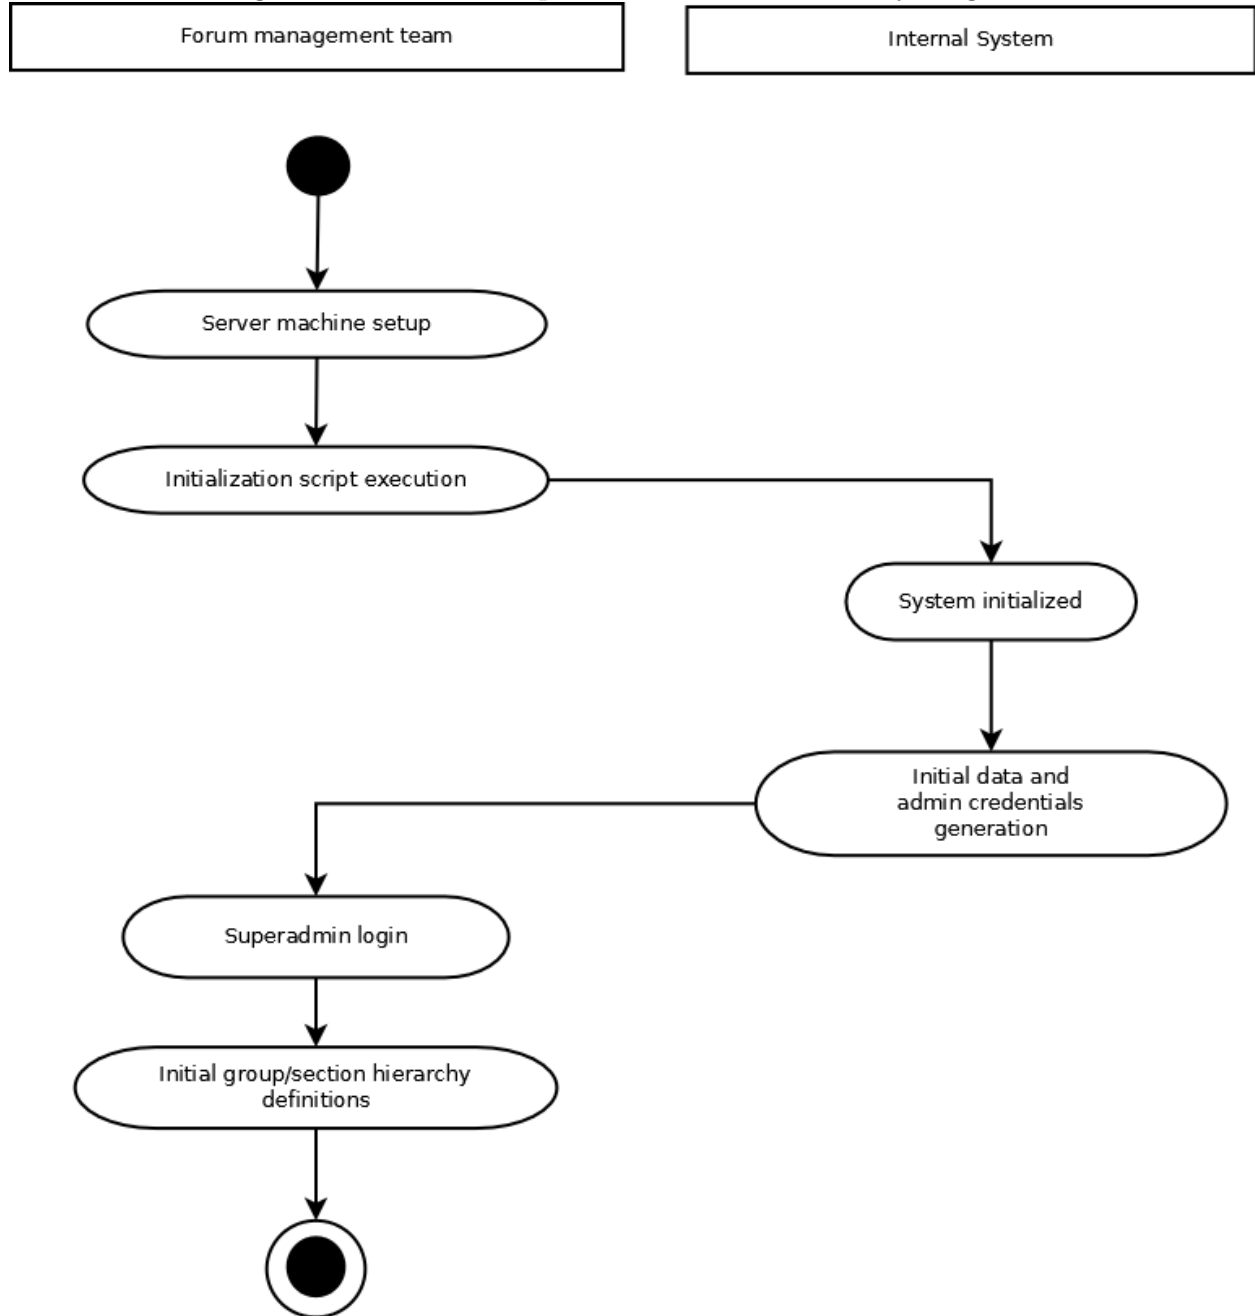 Forum management team
Internal System
Server machine setup
Initialization script execution
System initialized
Initial data and
admin credentials
generation
Superadmin login
Initial group/section hierarchy
definitions